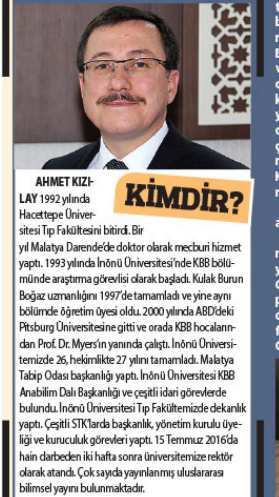 KİMDİR?
AHMET KIZI-
LAY 1992 yılında
Hacettepe Üniver-
sitesi Tıp Fakültesini bitirdi. Bir
yıl Malatya Darende’de doktor olarak mecburi hizmet
yaptı. 1993 yılında İnönü Üniversitesi’nde KBB bölü-
münde araştırma görevlisi olarak başladı. Kulak Burun
Boğaz uzmanlığını 1997’de tamamladı ve yine aynı
bölümde öğretim üyesi oldu. 2000 yılında ABD’deki
Pitsburg Üniversitesine gitti ve orada KBB hocaların-
dan Prof. Dr. Myers’ın yanında çalıştı. İnönü Üniversi-
temizde 26, hekimlikte 27 yılını tamamladı. Malatya
Tabip Odası başkanlığı yaptı. İnönü Üniversitesi KBB
Anabilim Dalı Başkanlığı ve çeşitli idari görevlerde
bulundu. İnönü Üniversitesi Tıp Fakültemizde dekanlık
yaptı. Çeşitli STK’larda başkanlık, yönetim kurulu üye-
liği ve kuruculuk görevleri yaptı. 15 Temmuz 2016’da
hain darbeden iki hafta sonra üniversitemize rektör
olarak atandı. Çok sayıda yayınlanmış uluslararası
bilimsel yayını bulunmaktadır.